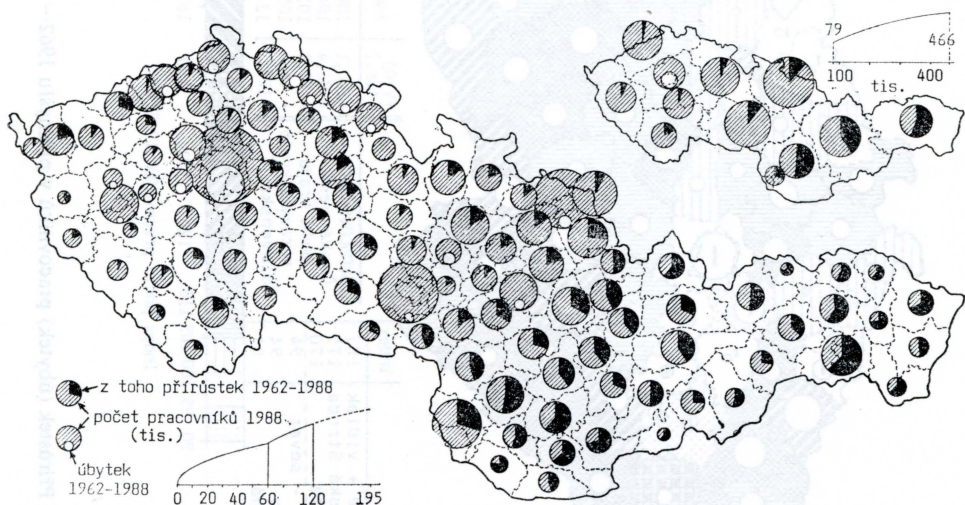 79
466
100 400
tis.
z toho přírůstek 1962-1988
počet pracovníků 1988
(tis.)
úbytek
1962-1988
0 20 40 60 120 195